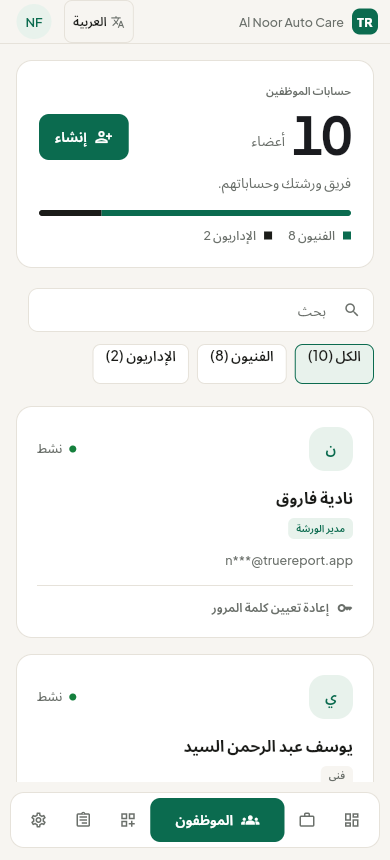 TR Al Noor Auto Care
العربية
NF
حسابات الموظفين
10 أعضاء
إنشاء
فريق ورشتك وحساباتهم.
الفنيون 8
الإداريون 2
بحث
الكل (10)
الفنيون (8)
الإداريون (2)
ن
نشط
نادية فاروق
مدير الورشة
n***@truereport.app
إعادة تعيين كلمة المرور
ي
نشط
يوسف عبد الرحمن السيد
فني
الموظفون